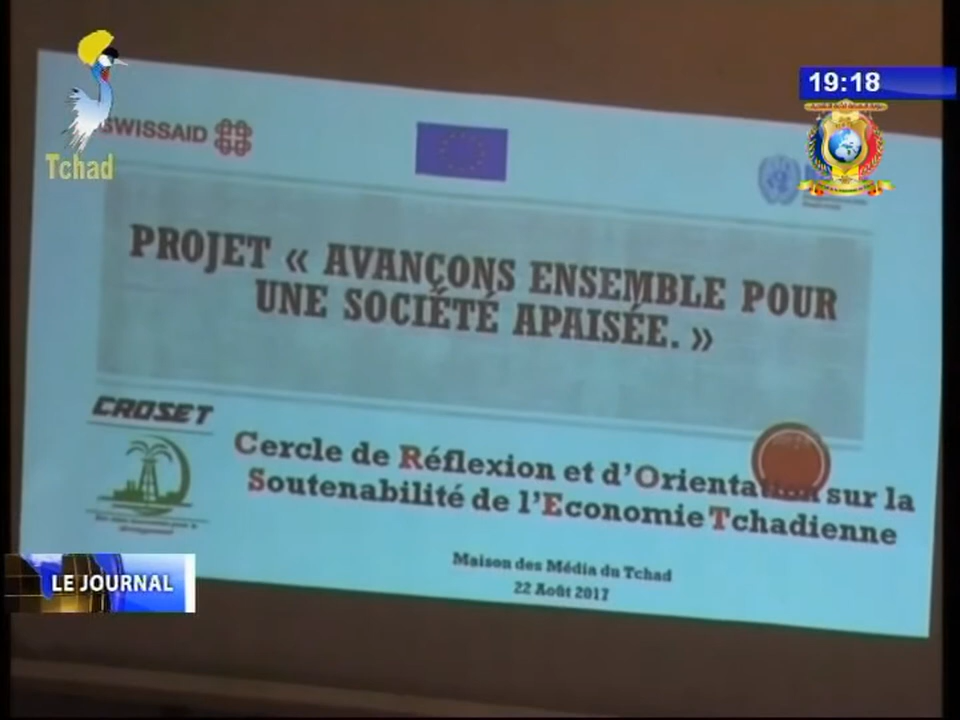 19:18
Tchad
SWISSAID
PROJET « AVANÇONS ENSEMBLE POUR
UNE SOCIÉTÉ APAISÉE. »
CROSET
Cercle de Réflexion et d'Orientation sur la
Soutenabilité de l'Economie Tchadienne
Maison des Média du Tchad
22 Août 2017
LE JOURNAL